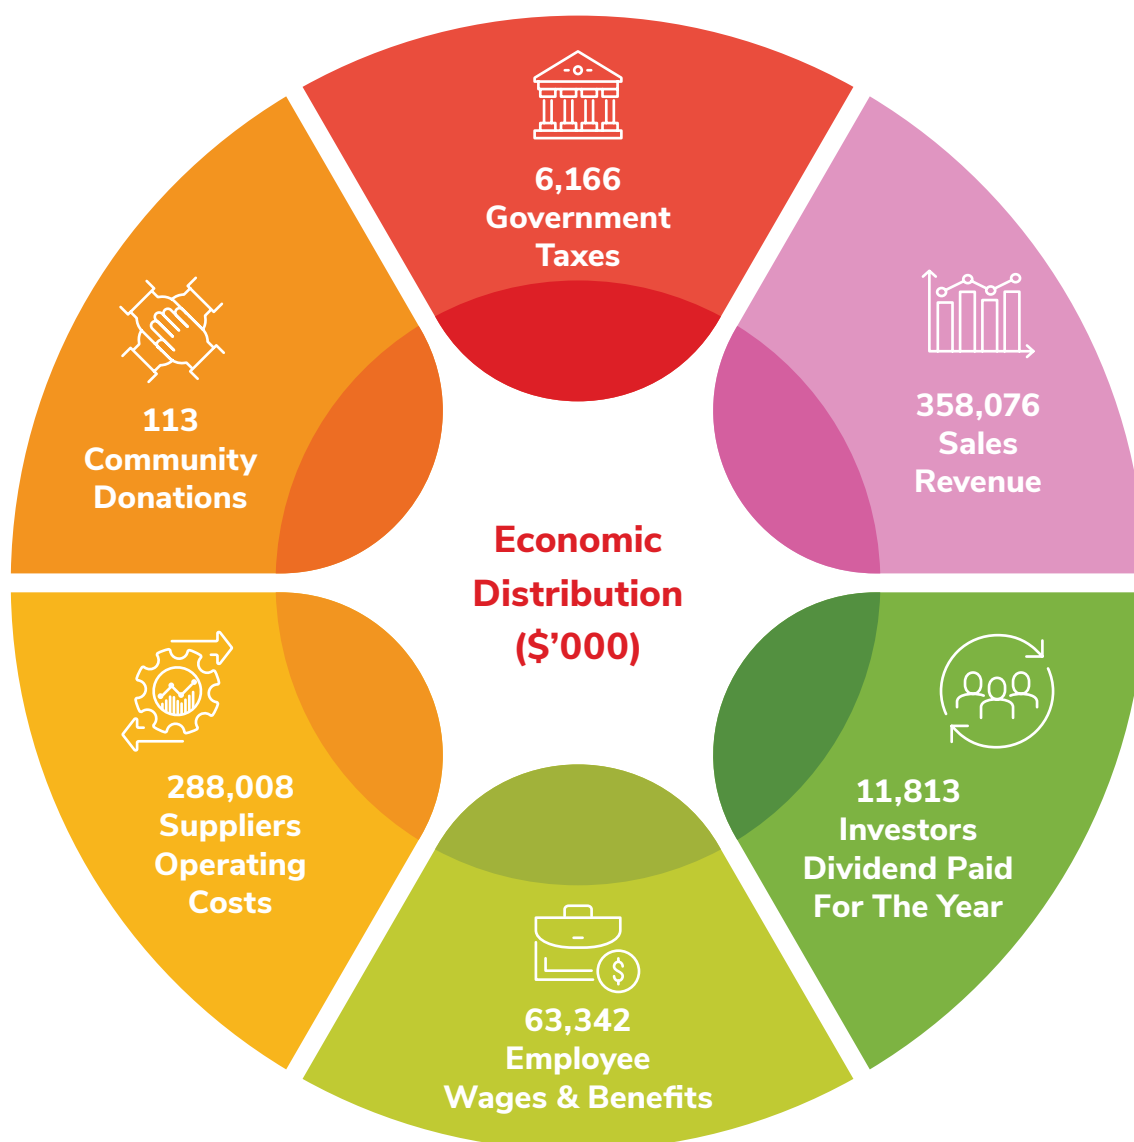 6,166
Government
Taxes
358,076
Sales
Revenue
113
Community
Donations
Economic
Distribution
($’000)
288,008
Suppliers
Operating
Costs
11,813
Investors
Dividend Paid
For The Year
$
63,342
Employee
Wages & Benefits